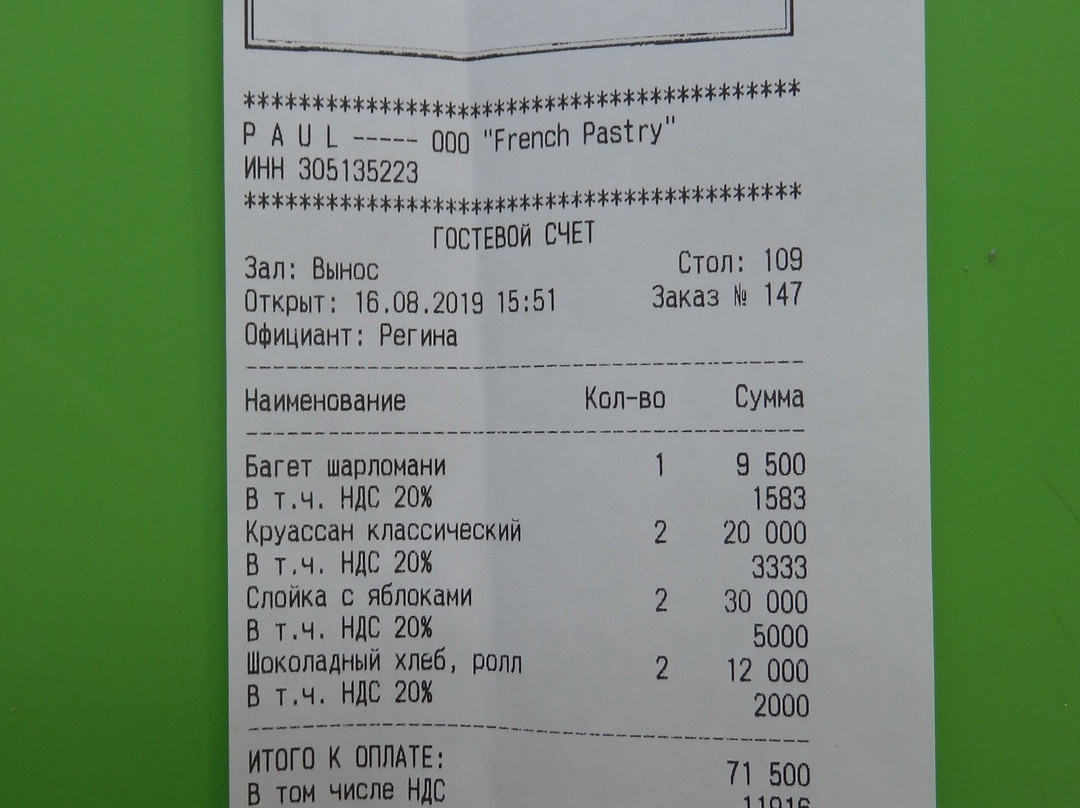 ******************************************
P A U L ----- ООО "French Pastry"
ИНН 305135223
******************************************
ГОСТЕВОЙ СЧЕТ
Зал: Вынос Стол: 109
Открыт: 16.08.2019 15:51 Заказ № 147
Официант: Регина
Наименование Кол-во Сумма
Багет шарломани 1 9 500
В т.ч. НДС 20% 1583
Круассан классический 2 20 000
В т.ч. НДС 20% 3333
Слойка с яблоками 2 30 000
В т.ч. НДС 20% 5000
Шоколадный хлеб, ролл 2 12 000
В т.ч. НДС 20% 2000
ИТОГО К ОПЛАТЕ: 71 500
В том числе НДС 11916